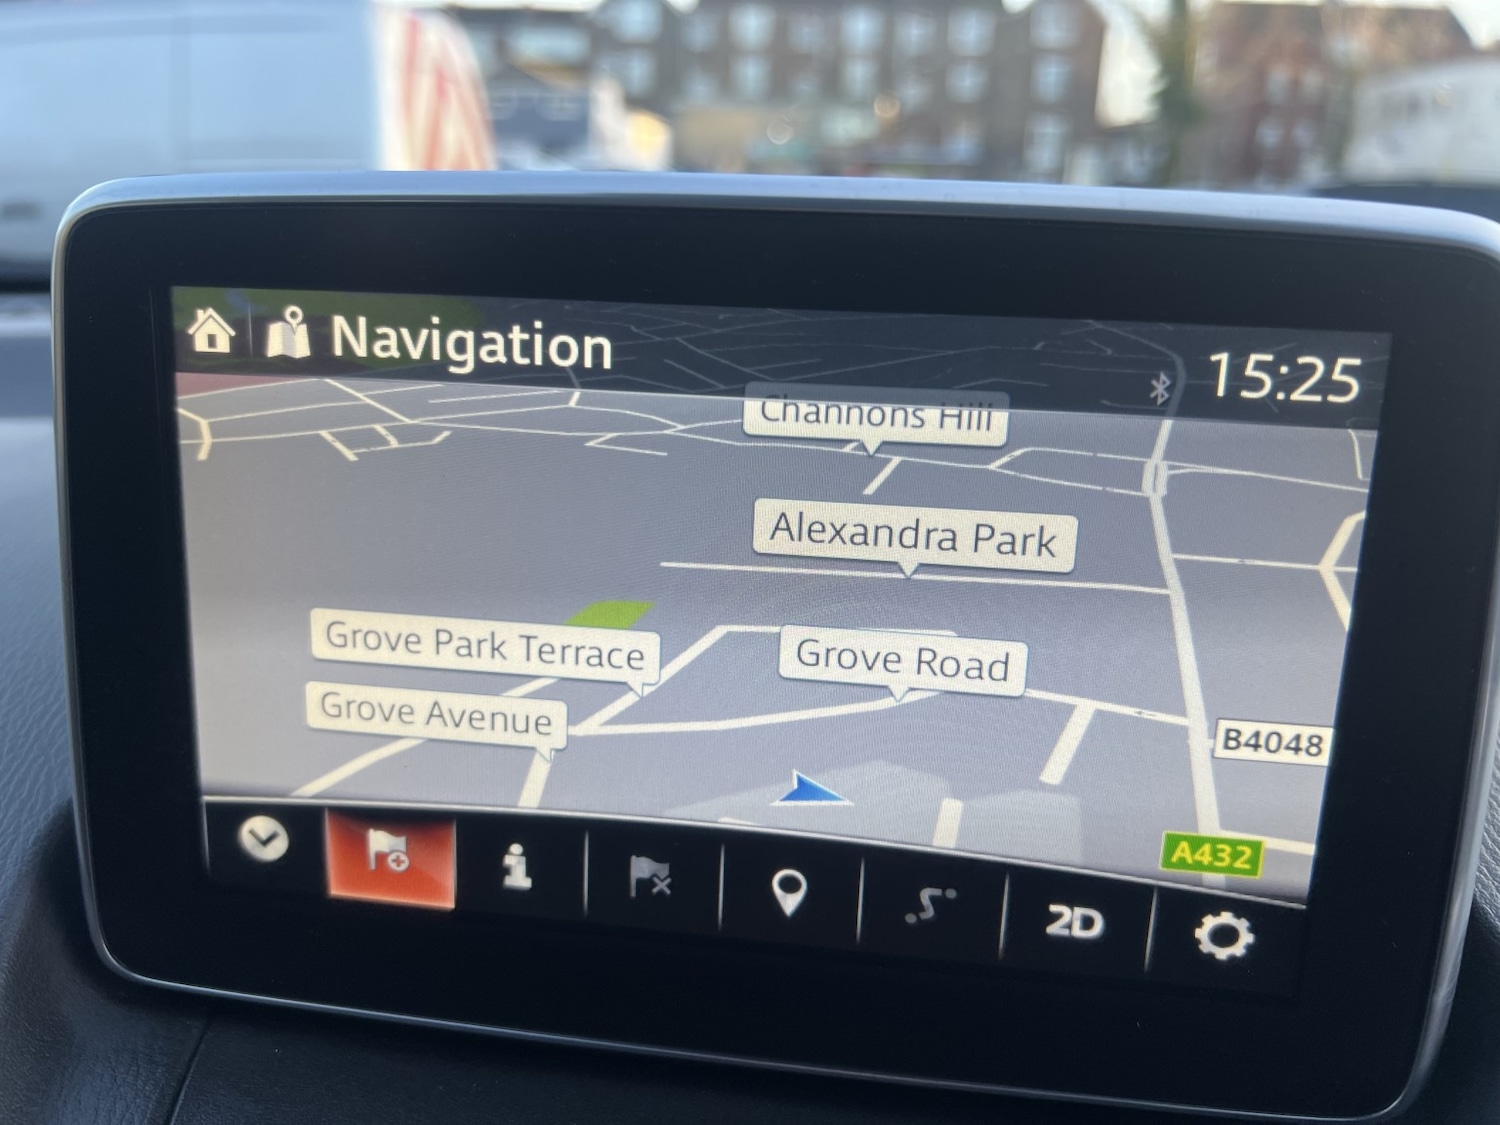 Navigation
15:25
Channons Hill
Alexandra Park
Grove Park Terrace
Grove Road
Grove Avenue
B4048
A432
2D